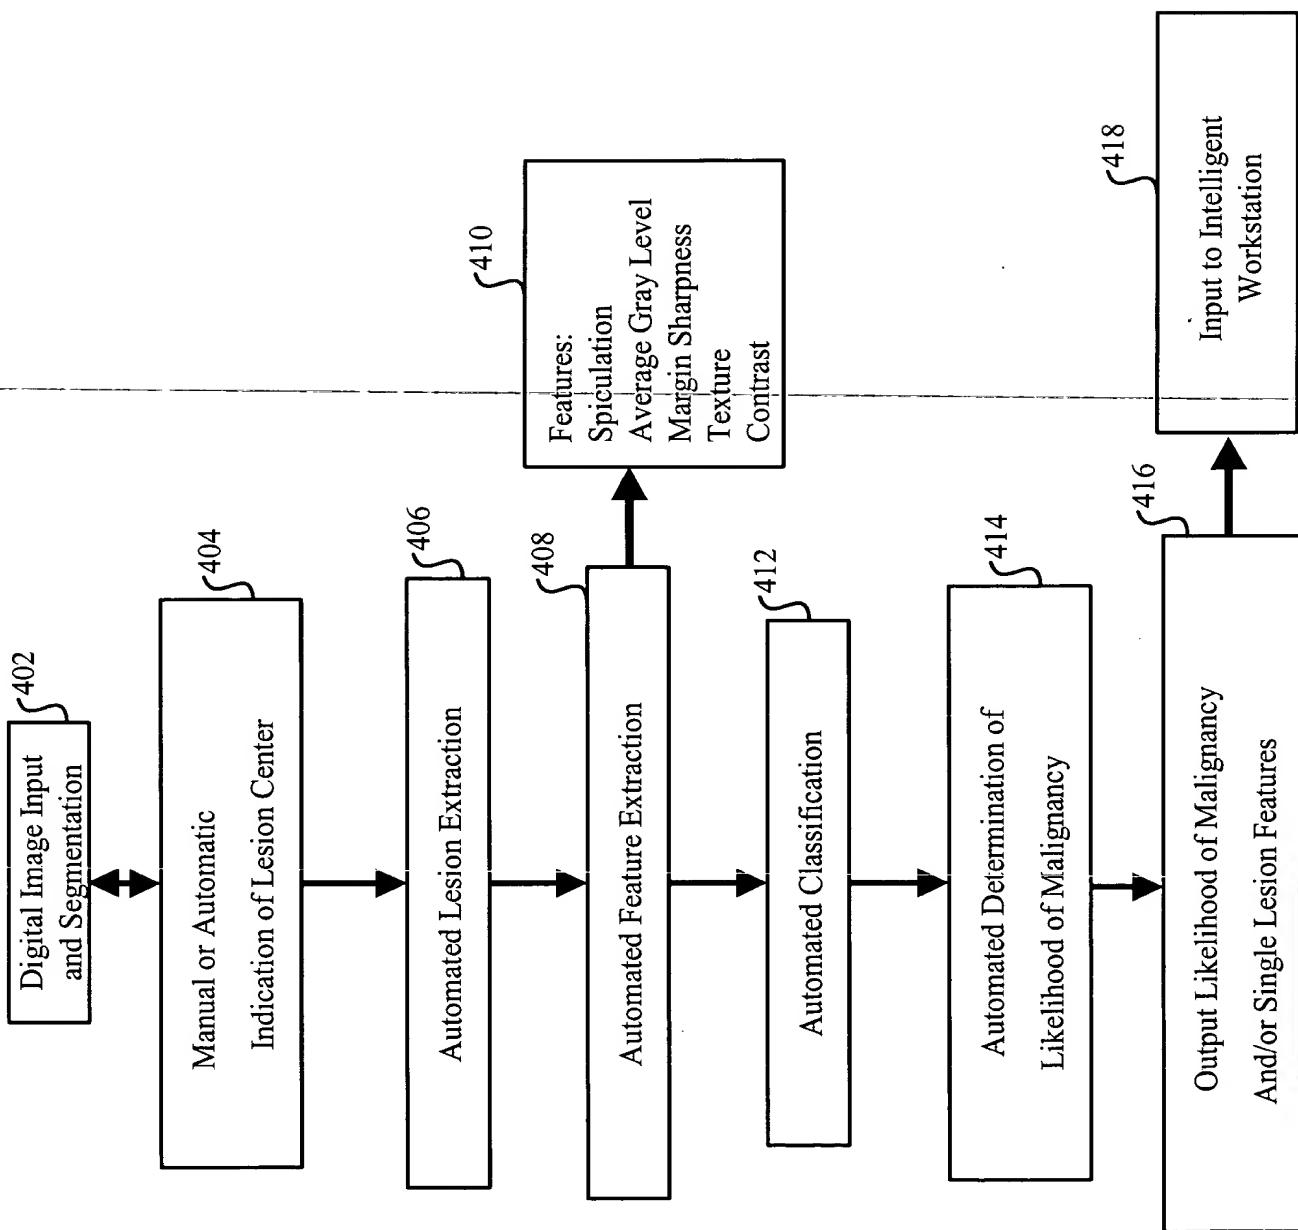 402
Digital Image Input
and Segmentation
404
Manual or Automatic
Indication of Lesion Center
406
Automated Lesion Extraction
408
Automated Feature Extraction
410
Features:
Spiculation
Average Gray Level
Margin Sharpness
Texture
Contrast
412
Automated Classification
414
Automated Determination of
Likelihood of Malignancy
416
Output Likelihood of Malignancy
And/or Single Lesion Features
418
Input to Intelligent
Workstation